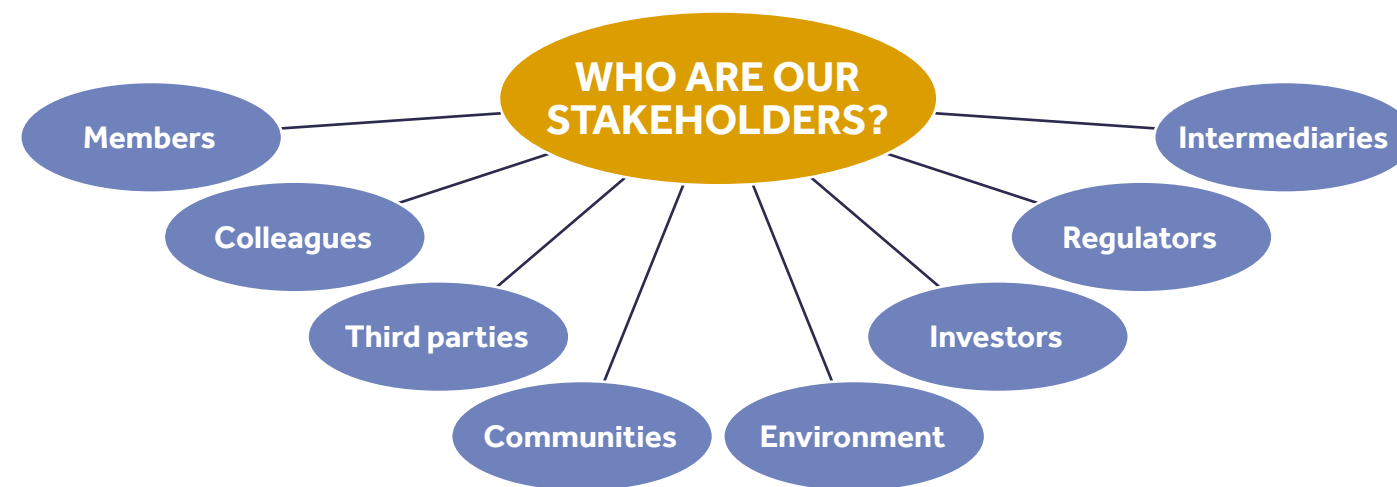 WHO ARE OUR
STAKEHOLDERS?
Members
Colleagues
Third parties
Communities
Environment
Investors
Regulators
Intermediaries